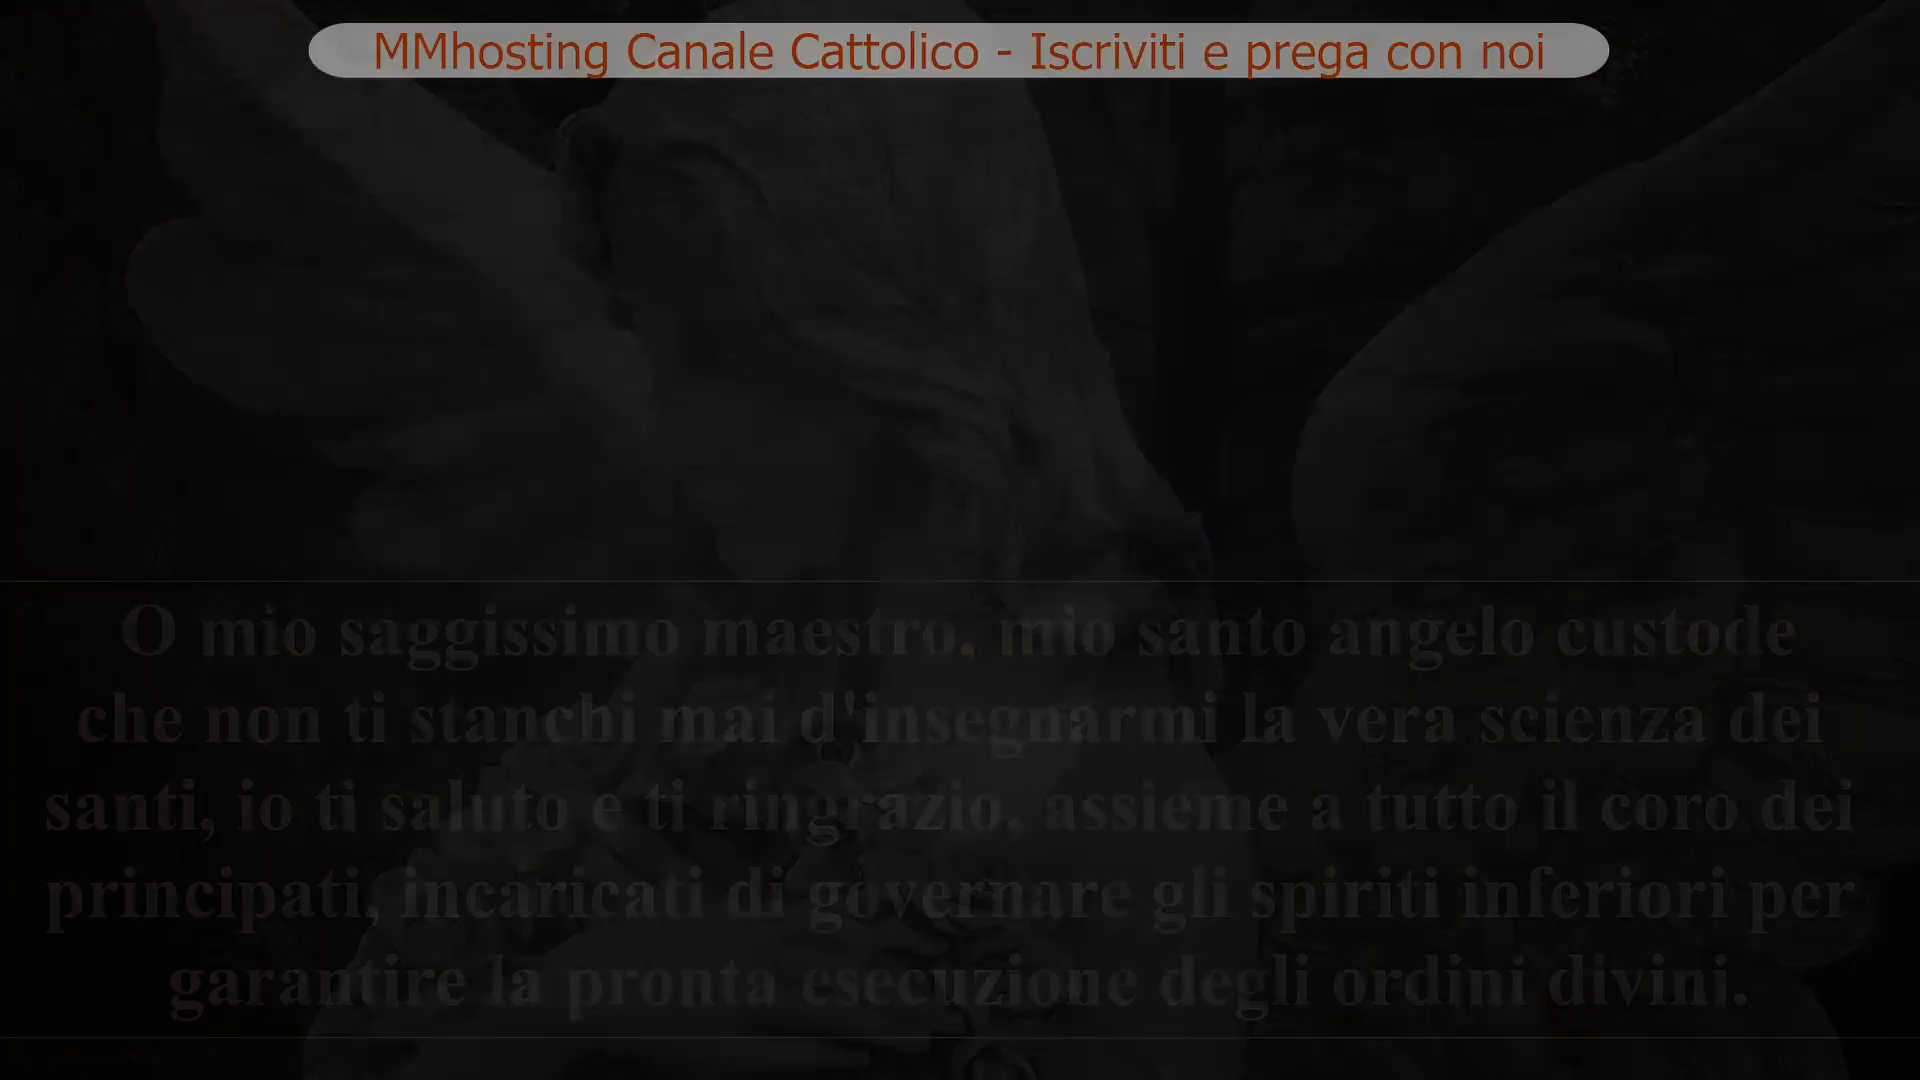 MMhosting Canale Cattolico - Iscriviti e prega con noi
O mio saggissimo maestro, mio santo angelo custode
che non ti stanchi mai d'insegnarmi la vera scienza dei
santi, io ti saluto e ti ringrazio, assieme a tutto il coro dei
principati, incaricati di governare gli spiriti inferiori per
garantire la pronta esecuzione degli ordini divini.